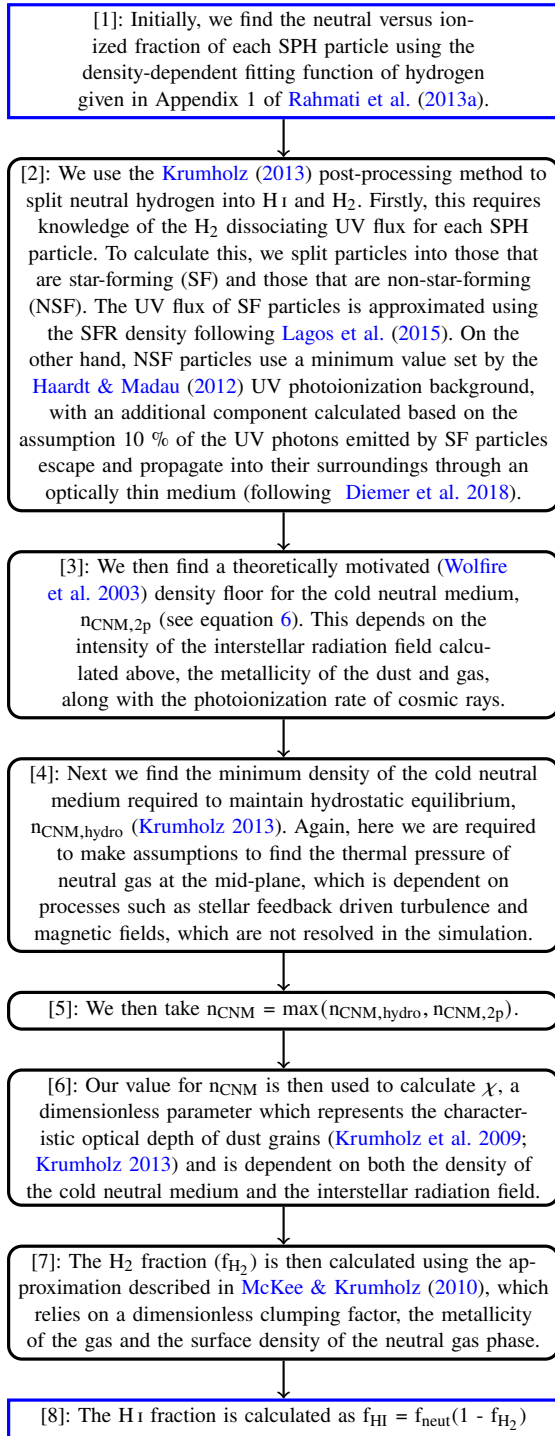 [1]: Initially, we find the neutral versus ion-
ized fraction of each SPH particle using the
density-dependent fitting function of hydrogen
given in Appendix 1 of Rahmati et al. (2013a).
[2]: We use the Krumholz (2013) post-processing method to
split neutral hydrogen into H I and H₂. Firstly, this requires
knowledge of the H₂ dissociating UV flux for each SPH
particle. To calculate this, we split particles into those that
are star-forming (SF) and those that are non-star-forming
(NSF). The UV flux of SF particles is approximated using
the SFR density following Lagos et al. (2015). On the
other hand, NSF particles use a minimum value set by the
Haardt & Madau (2012) UV photoionization background,
with an additional component calculated based on the
assumption 10 % of the UV photons emitted by SF particles
escape and propagate into their surroundings through an
optically thin medium (following Diemer et al. 2018).
[3]: We then find a theoretically motivated (Wolfire
et al. 2003) density floor for the cold neutral medium,
n_CNM,2p (see equation 6). This depends on the
intensity of the interstellar radiation field calcu-
lated above, the metallicity of the dust and gas,
along with the photoionization rate of cosmic rays.
[4]: Next we find the minimum density of the cold neutral
medium required to maintain hydrostatic equilibrium,
n_CNM,hydro (Krumholz 2013). Again, here we are required
to make assumptions to find the thermal pressure of
neutral gas at the mid-plane, which is dependent on
processes such as stellar feedback driven turbulence and
magnetic fields, which are not resolved in the simulation.
[5]: We then take n_CNM = max(n_CNM,hydro, n_CNM,2p).
[6]: Our value for n_CNM is then used to calculate χ, a
dimensionless parameter which represents the character-
istic optical depth of dust grains (Krumholz et al. 2009;
Krumholz 2013) and is dependent on both the density of
the cold neutral medium and the interstellar radiation field.
[7]: The H₂ fraction (f_H₂) is then calculated using the ap-
proximation described in McKee & Krumholz (2010), which
relies on a dimensionless clumping factor, the metallicity
of the gas and the surface density of the neutral gas phase.
[8]: The H I fraction is calculated as f_HI = f_neut(1 - f_H₂)